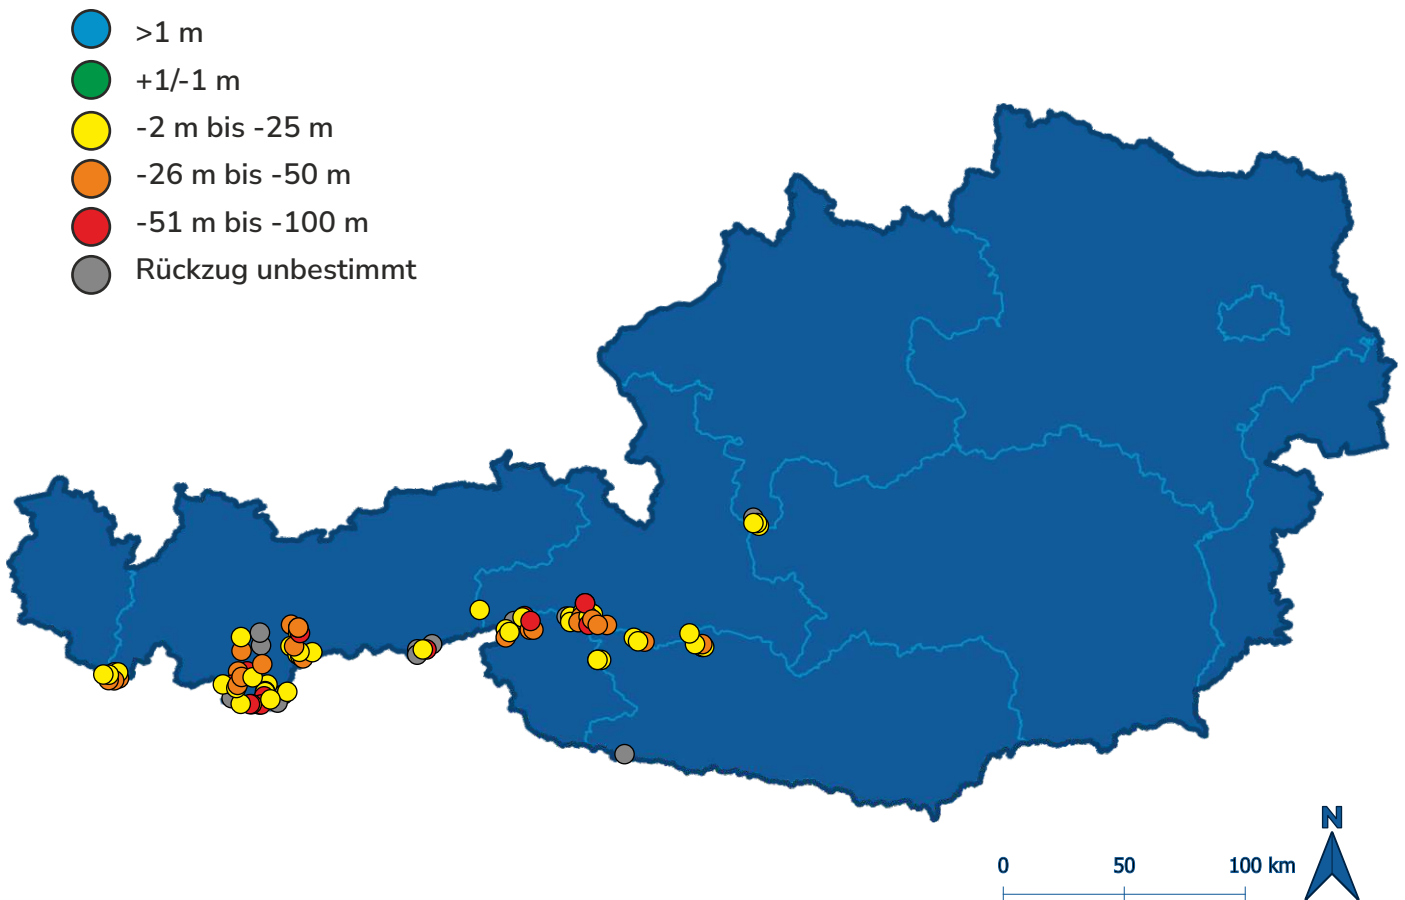 >1 m
+1/-1 m
-2 m bis -25 m
-26 m bis -50 m
-51 m bis -100 m
Rückzug unbestimmt
N
0 50 100 km